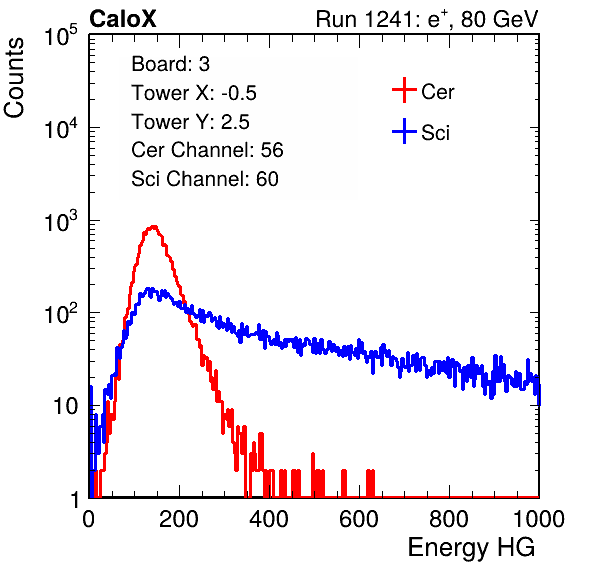 CaloX Run 1241: e⁺, 80 GeV
Counts
10⁵
10⁴
10³
10²
10
1
Board: 3
Tower X: -0.5
Tower Y: 2.5
Cer Channel: 56
Sci Channel: 60
Cer
Sci
0 200 400 600 800 1000
Energy HG